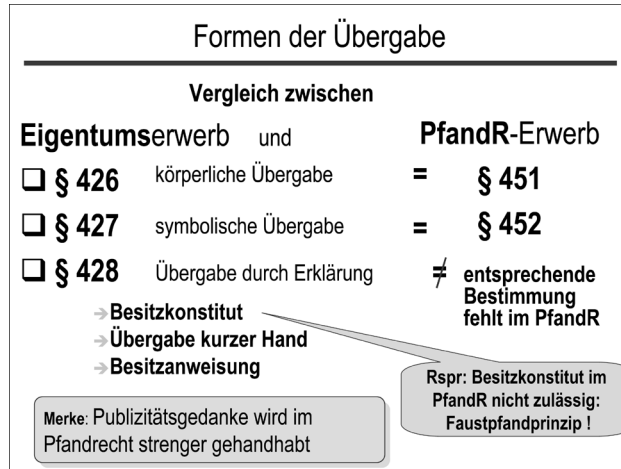 Formen der Übergabe
Vergleich zwischen
Eigentumserwerb und PfandR-Erwerb
❑ § 426 körperliche Übergabe = § 451
❑ § 427 symbolische Übergabe = § 452
❑ § 428 Übergabe durch Erklärung ≠ entsprechende
Bestimmung
fehlt im PfandR
→Besitzkonstitut
→Übergabe kurzer Hand
→Besitzanweisung
Rspr: Besitzkonstitut im
PfandR nicht zulässig:
Faustpfandprinzip !
Merke: Publizitätsgedanke wird im
Pfandrecht strenger gehandhabt